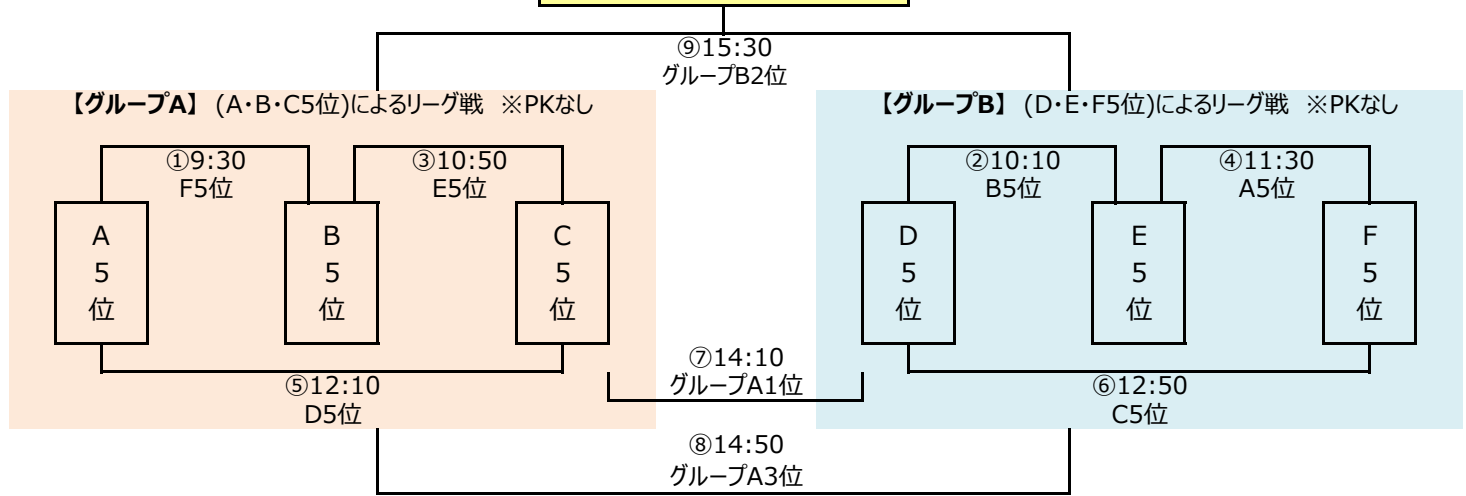 ⑨15:30
グループB2位
【グループA】 (A・B・C5位)によるリーグ戦 ※PKなし
【グループB】 (D・E・F5位)によるリーグ戦 ※PKなし
①9:30
F5位
③10:50
E5位
②10:10
B5位
④11:30
A5位
A
5
位
B
5
位
C
5
位
D
5
位
E
5
位
F
5
位
⑦14:10
グループA1位
⑤12:10
D5位
⑥12:50
C5位
⑧14:50
グループA3位